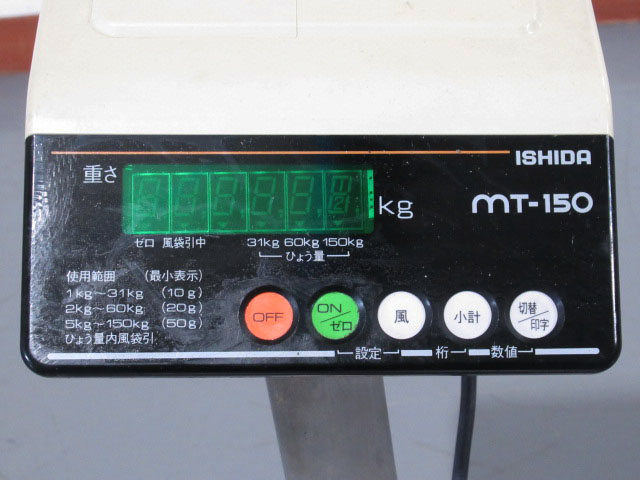 ISHIDA
重さ
kg
MT-150
ゼロ 風袋引中 31kg 60kg 150kg
ひょう量
使用範囲 (最小表示)
1kg～31kg (10g)
2kg～60kg (20g)
5kg～150kg (50g)
ひょう量内風袋引
OFF
ON/ゼロ
風
小計
切替/印字
設定 桁 数値